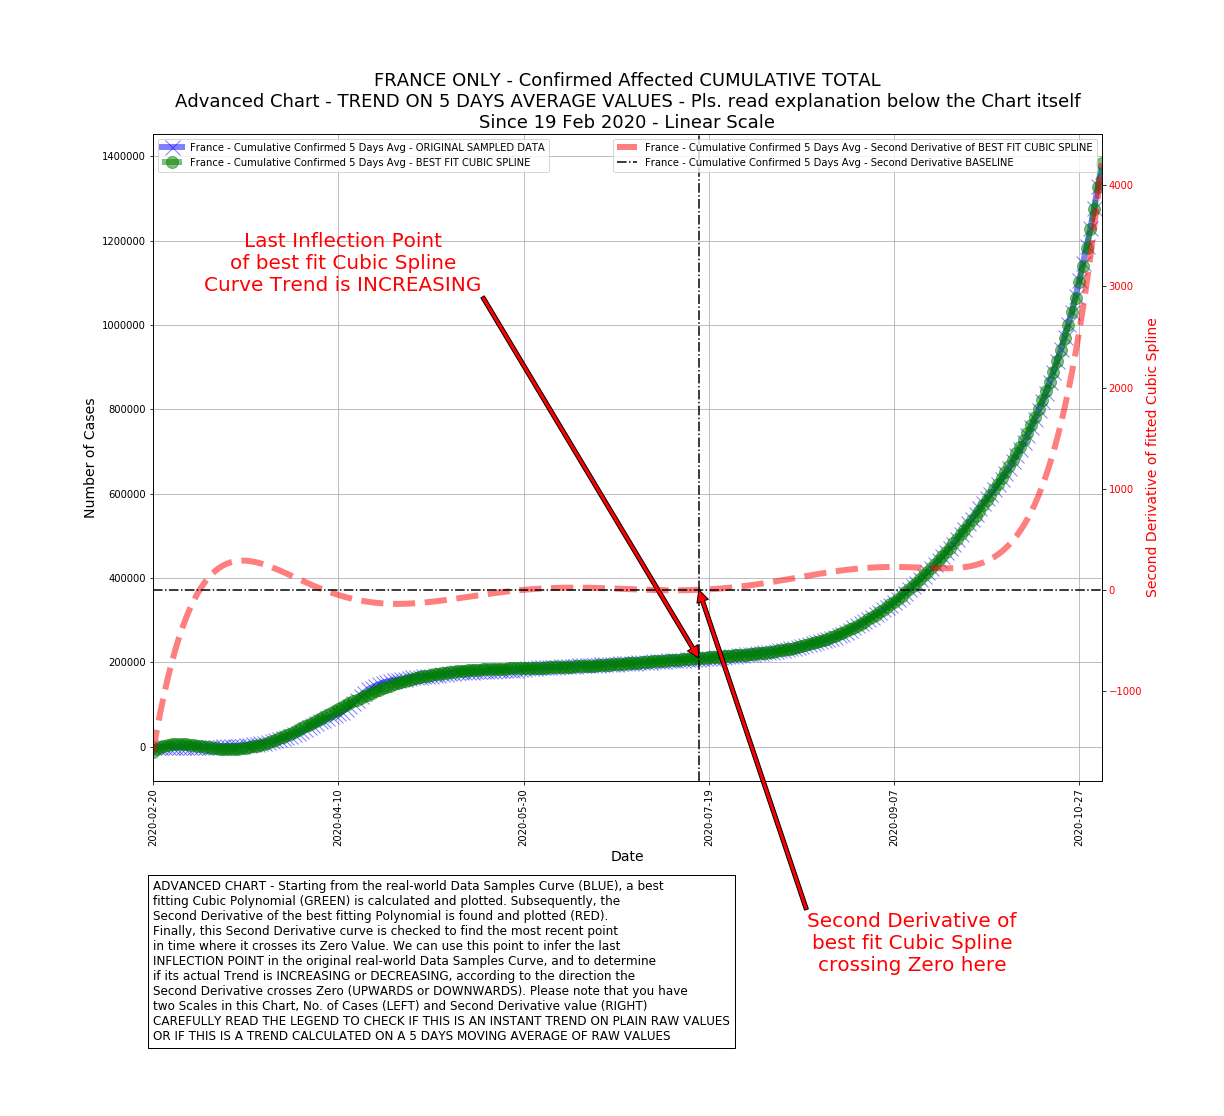 FRANCE ONLY - Confirmed Affected CUMULATIVE TOTAL
Advanced Chart - TREND ON 5 DAYS AVERAGE VALUES - Pls. read explanation below the Chart itself
Since 19 Feb 2020 - Linear Scale
France - Cumulative Confirmed 5 Days Avg - ORIGINAL SAMPLED DATA
France - Cumulative Confirmed 5 Days Avg - BEST FIT CUBIC SPLINE
France - Cumulative Confirmed 5 Days Avg - Second Derivative of BEST FIT CUBIC SPLINE
France - Cumulative Confirmed 5 Days Avg - Second Derivative BASELINE
Last Inflection Point
of best fit Cubic Spline
Curve Trend is INCREASING
Number of Cases
1400000
1200000
1000000
800000
600000
400000
200000
0
4000
3000
2000
1000
0
−1000
Second Derivative of fitted Cubic Spline
2020-02-20
2020-04-10
2020-05-30
2020-07-19
2020-09-07
2020-10-27
Date
Second Derivative of
best fit Cubic Spline
crossing Zero here
ADVANCED CHART - Starting from the real-world Data Samples Curve (BLUE), a best
fitting Cubic Polynomial (GREEN) is calculated and plotted. Subsequently, the
Second Derivative of the best fitting Polynomial is found and plotted (RED).
Finally, this Second Derivative curve is checked to find the most recent point
in time where it crosses its Zero Value. We can use this point to infer the last
INFLECTION POINT in the original real-world Data Samples Curve, and to determine
if its actual Trend is INCREASING or DECREASING, according to the direction the
Second Derivative crosses Zero (UPWARDS or DOWNWARDS). Please note that you have
two Scales in this Chart, No. of Cases (LEFT) and Second Derivative value (RIGHT)
CAREFULLY READ THE LEGEND TO CHECK IF THIS IS AN INSTANT TREND ON PLAIN RAW VALUES
OR IF THIS IS A TREND CALCULATED ON A 5 DAYS MOVING AVERAGE OF RAW VALUES